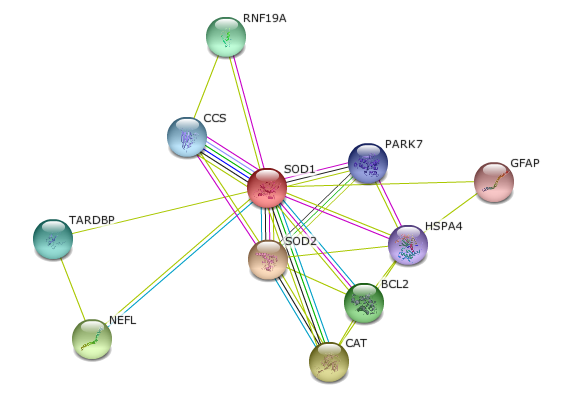 RNF19A
CCS
PARK7
SOD1
GFAP
TARDBP
HSPA4
SOD2
BCL2
NEFL
CAT